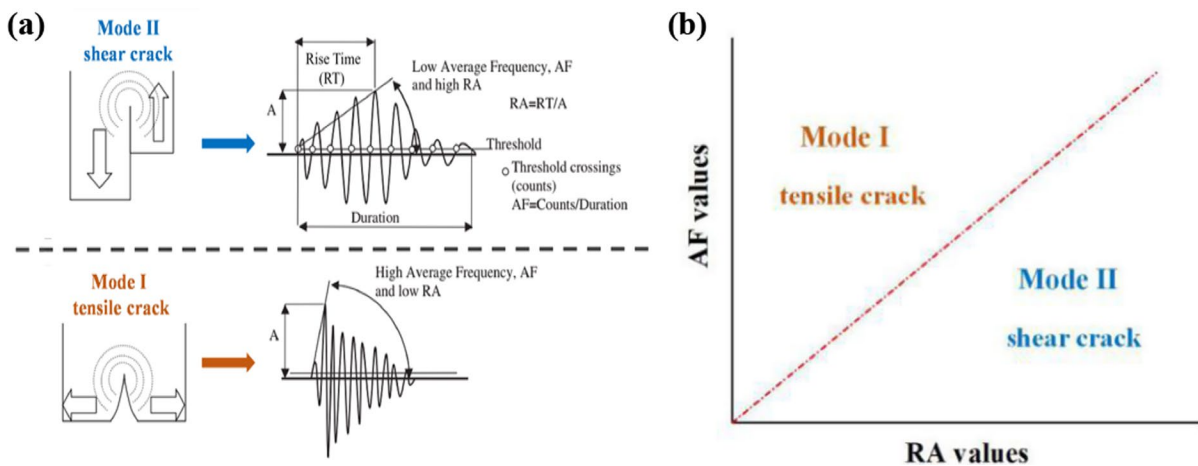 (a)
Mode II
shear crack
Rise Time
(RT)
A
Low Average Frequency, AF
and high RA
RA=RT/A
Threshold
Threshold crossings
(counts)
AF=Counts/Duration
Duration
Mode I
tensile crack
High Average Frequency, AF
and low RA
A
(b)
AF values
Mode I
tensile crack
Mode II
shear crack
RA values